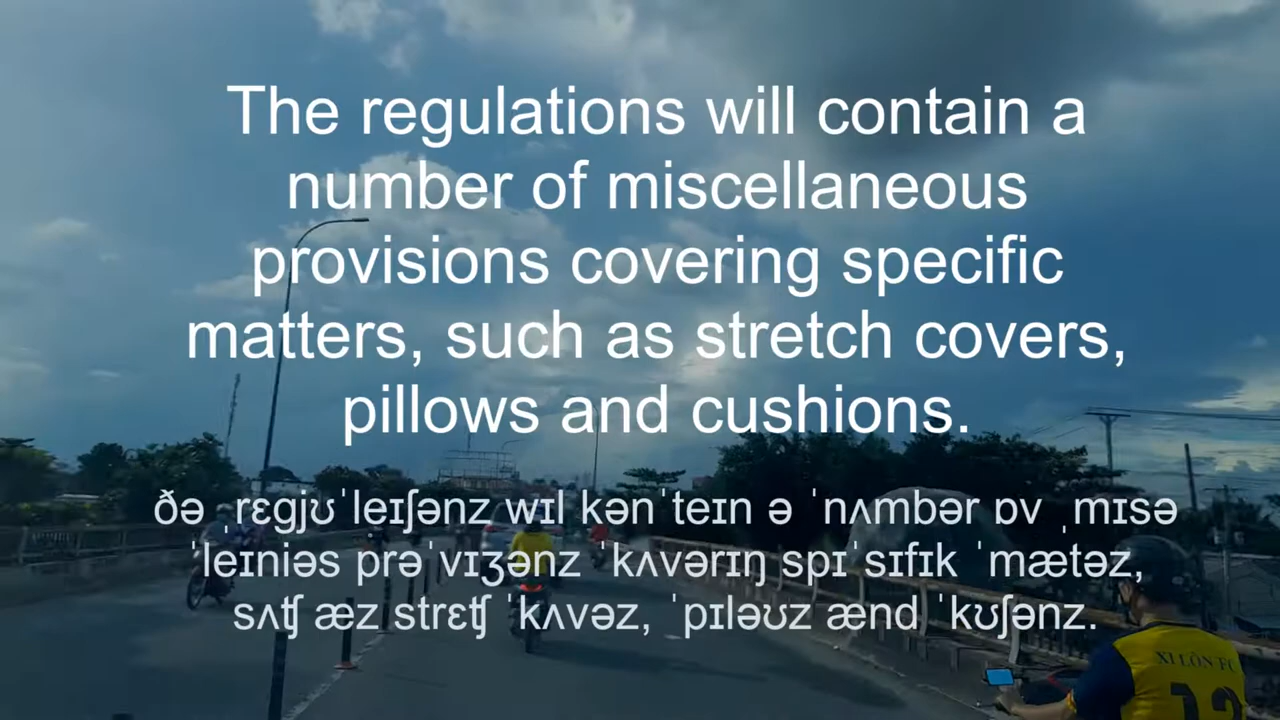 The regulations will contain a
number of miscellaneous
provisions covering specific
matters, such as stretch covers,
pillows and cushions.
ðə ˌrɛgjʊˈleɪʃənz wɪl kənˈteɪn ə ˈnʌmbər ɒv ˌmɪsə
ˈleɪniəs prəˈvɪʒənz ˈkʌvərɪŋ spɪˈsɪfɪk ˈmætəz,
sʌʧ æz strɛʧ ˈkʌvəz, ˈpɪləʊz ænd ˈkʊʃənz.
XI LÔN FC
12